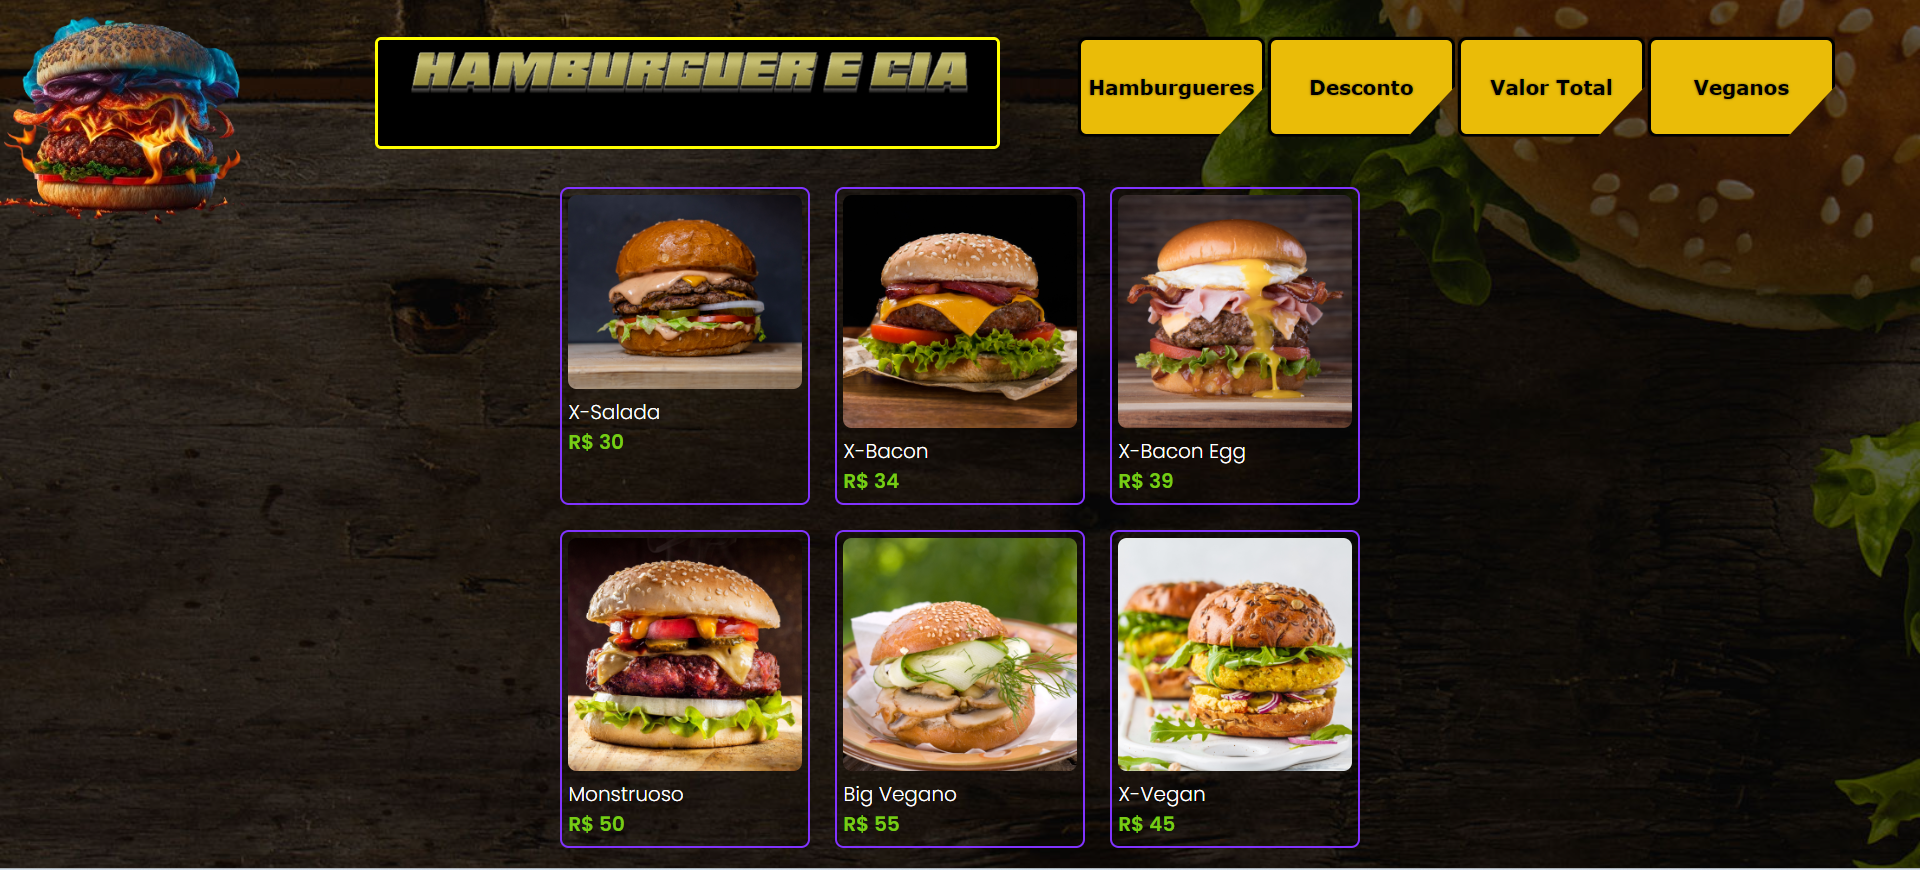 HAMBURGUER E CIA
Hamburgueres
Desconto
Valor Total
Veganos
X-Salada
R$ 30
X-Bacon
R$ 34
X-Bacon Egg
R$ 39
Monstruoso
R$ 50
Big Vegano
R$ 55
X-Vegan
R$ 45